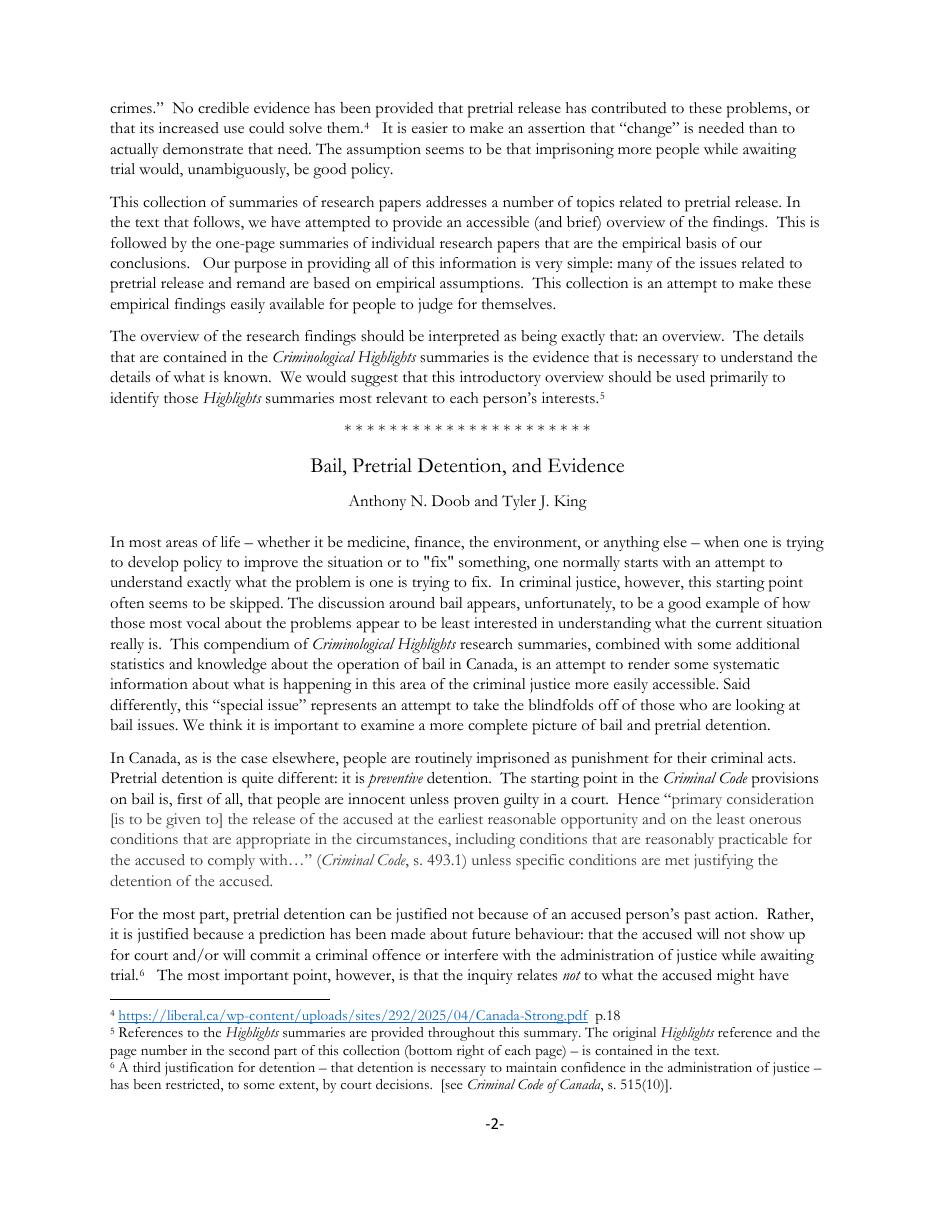 crimes.” No credible evidence has been provided that pretrial release has contributed to these problems, or
that its increased use could solve them.4 It is easier to make an assertion that “change” is needed than to
actually demonstrate that need. The assumption seems to be that imprisoning more people while awaiting
trial would, unambiguously, be good policy.
This collection of summaries of research papers addresses a number of topics related to pretrial release. In
the text that follows, we have attempted to provide an accessible (and brief) overview of the findings. This is
followed by the one-page summaries of individual research papers that are the empirical basis of our
conclusions. Our purpose in providing all of this information is very simple: many of the issues related to
pretrial release and remand are based on empirical assumptions. This collection is an attempt to make these
empirical findings easily available for people to judge for themselves.
The overview of the research findings should be interpreted as being exactly that: an overview. The details
that are contained in the Criminological Highlights summaries is the evidence that is necessary to understand the
details of what is known. We would suggest that this introductory overview should be used primarily to
identify those Highlights summaries most relevant to each person’s interests.5
* * * * * * * * * * * * * * * * * * * * * *
Bail, Pretrial Detention, and Evidence
Anthony N. Doob and Tyler J. King
In most areas of life – whether it be medicine, finance, the environment, or anything else – when one is trying
to develop policy to improve the situation or to "fix" something, one normally starts with an attempt to
understand exactly what the problem is one is trying to fix. In criminal justice, however, this starting point
often seems to be skipped. The discussion around bail appears, unfortunately, to be a good example of how
those most vocal about the problems appear to be least interested in understanding what the current situation
really is. This compendium of Criminological Highlights research summaries, combined with some additional
statistics and knowledge about the operation of bail in Canada, is an attempt to render some systematic
information about what is happening in this area of the criminal justice more easily accessible. Said
differently, this “special issue” represents an attempt to take the blindfolds off of those who are looking at
bail issues. We think it is important to examine a more complete picture of bail and pretrial detention.
In Canada, as is the case elsewhere, people are routinely imprisoned as punishment for their criminal acts.
Pretrial detention is quite different: it is preventive detention. The starting point in the Criminal Code provisions
on bail is, first of all, that people are innocent unless proven guilty in a court. Hence “primary consideration
[is to be given to] the release of the accused at the earliest reasonable opportunity and on the least onerous
conditions that are appropriate in the circumstances, including conditions that are reasonably practicable for
the accused to comply with…” (Criminal Code, s. 493.1) unless specific conditions are met justifying the
detention of the accused.
For the most part, pretrial detention can be justified not because of an accused person’s past action. Rather,
it is justified because a prediction has been made about future behaviour: that the accused will not show up
for court and/or will commit a criminal offence or interfere with the administration of justice while awaiting
trial.6 The most important point, however, is that the inquiry relates not to what the accused might have
4 https://liberal.ca/wp-content/uploads/sites/292/2025/04/Canada-Strong.pdf p.18
5 References to the Highlights summaries are provided throughout this summary. The original Highlights reference and the
page number in the second part of this collection (bottom right of each page) – is contained in the text.
6 A third justification for detention – that detention is necessary to maintain confidence in the administration of justice –
has been restricted, to some extent, by court decisions. [see Criminal Code of Canada, s. 515(10)].
-2-